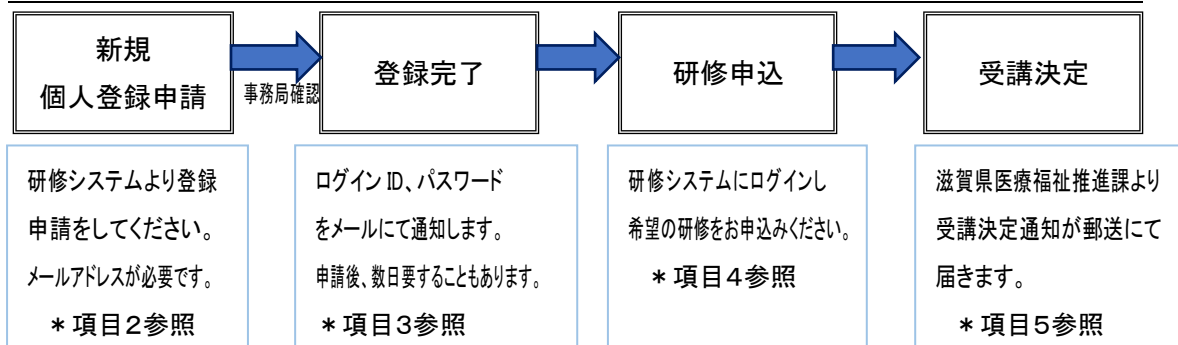 新規
個人登録申請
事務局確認
登録完了
研修申込
受講決定
研修システムより登録
申請をしてください。
メールアドレスが必要です。
*項目2参照
ログインID、パスワード
をメールにて通知します。
申請後、数日要することもあります。
*項目3参照
研修システムにログインし
希望の研修をお申込みください。
*項目4参照
滋賀県医療福祉推進課より
受講決定通知が郵送にて
届きます。
*項目5参照